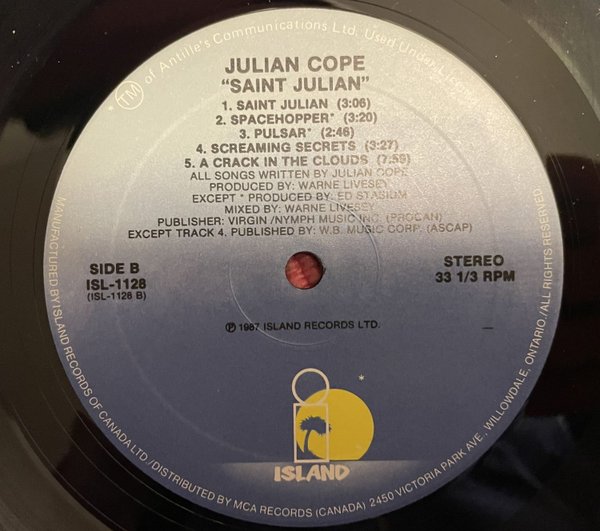 TM of Antille's Communications Ltd. Used Under Lic
JULIAN COPE
"SAINT JULIAN"
1. SAINT JULIAN (3:06)
2. SPACEHOPPER* (3:20)
3. PULSAR* (2:46)
4. SCREAMING SECRETS (3:27)
5. A CRACK IN THE CLOUDS (7:59)
ALL SONGS WRITTEN BY JULIAN COPE
PRODUCED BY: WARNE LIVESEY
EXCEPT * PRODUCED BY: ED STASIUM
MIXED BY: WARNE LIVESEY
PUBLISHER: VIRGIN/NYMPH MUSIC INC. (PROCAN)
EXCEPT TRACK 4. PUBLISHED BY: W.B. MUSIC CORP. (ASCAP)
SIDE B
ISL-1128
(ISL-1128 B)
STEREO
33 1/3 RPM
℗ 1987 ISLAND RECORDS LTD.
*
ISLAND
MANUFACTURED BY ISLAND RECORDS OF CANADA LTD./DISTRIBUTED BY MCA RECORDS (CANADA) 2450 VICTORIA PARK AVE. WILLOWDALE, ONTARIO./ALL RIGHTS RESERVED.